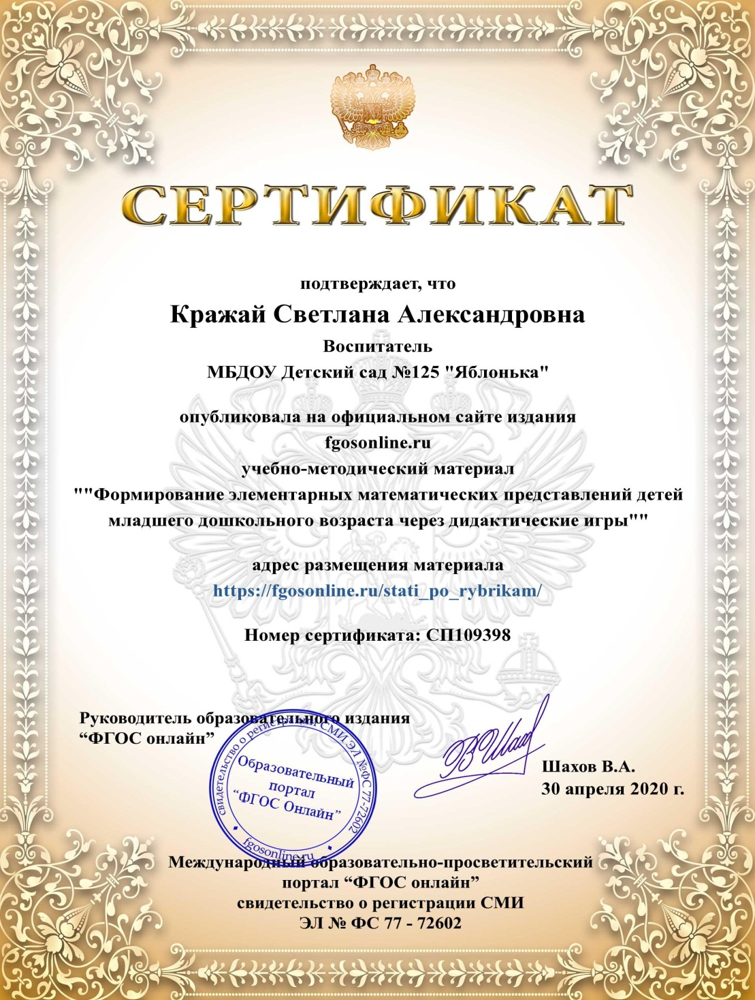 СЕРТИФИКАТ
подтверждает, что
Кражай Светлана Александровна
Воспитатель
МБДОУ Детский сад №125 "Яблонька"
опубликовала на официальном сайте издания
fgosonline.ru
учебно-методический материал
""Формирование элементарных математических представлений детей
младшего дошкольного возраста через дидактические игры""
адрес размещения материала
https://fgosonline.ru/stati_po_rybrikam/
Номер сертификата: СП109398
Руководитель образовательного издания
“ФГОС онлайн”
свидетельство о регистрации СМИ ЭЛ №ФС 77-72602
Образовательный
портал
“ФГОС Онлайн”
fgosonline.ru
ВШах
Шахов В.А.
30 апреля 2020 г.
Международный образовательно-просветительский
портал “ФГОС онлайн”
свидетельство о регистрации СМИ
ЭЛ № ФС 77 - 72602